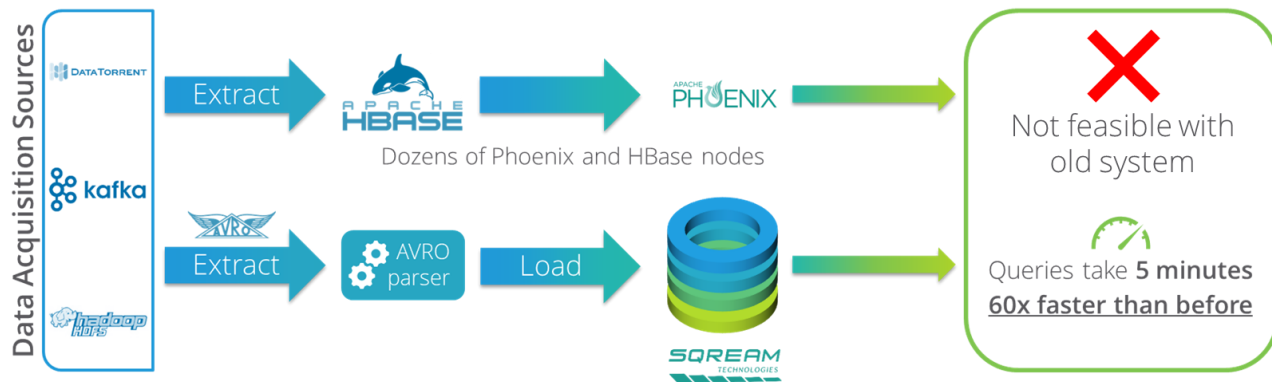 Data Acquisition Sources
DATATORRENT
kafka
hadoop
HDFS
Extract
APACHE
HBASE
APACHE
PHOENIX
Dozens of Phoenix and HBase nodes
AVRO
Extract
AVRO
parser
Load
SQREAM
TECHNOLOGIES
Not feasible with
old system
Queries take 5 minutes
60x faster than before